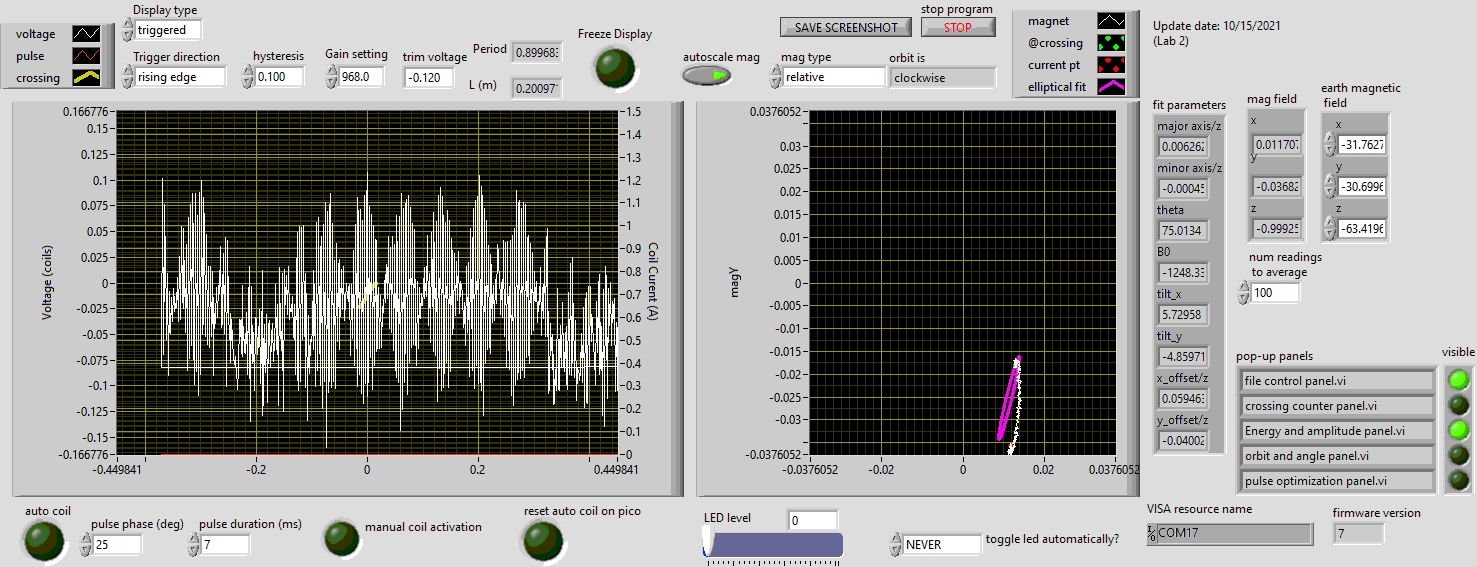 voltage
pulse
crossing
Display type
triggered
Trigger direction
rising edge
hysteresis
0.100
Gain setting
968.0
trim voltage
-0.120
Period
0.89968
L (m)
0.20097
Freeze Display
autoscale mag
SAVE SCREENSHOT
stop program
STOP
mag type
relative
orbit is
clockwise
magnet
@crossing
current pt
elliptical fit
Update date: 10/15/2021
(Lab 2)
Voltage (coils)
0.166776
0.15
0.125
0.1
0.075
0.05
0.025
0
-0.025
-0.05
-0.075
-0.1
-0.125
-0.15
-0.166776
-0.449841
-0.2
0
0.2
0.449841
1.5
1.4
1.3
1.2
1.1
1
0.9
0.8
0.7
0.6
0.5
0.4
0.3
0.2
0.1
0
Coil Curent (A)
magY
0.0376052
0.03
0.025
0.02
0.015
0.01
0.005
0
-0.005
-0.01
-0.015
-0.02
-0.025
-0.03
-0.0376052
-0.0376052
-0.02
0
0.02
0.0376052
fit parameters
major axis/z
0.00626
minor axis/z
-0.0004
theta
75.0134
B0
-1248.3
tilt_x
5.72958
tilt_y
-4.85971
x_offset/z
0.05946
y_offset/z
-0.04002
mag field
x
0.01170
y
-0.03682
z
-0.9992
earth magnetic
field
x
-31.7627
y
-30.6996
z
-63.4196
num readings
to average
100
pop-up panels
visible
file control panel.vi
crossing counter panel.vi
Energy and amplitude panel.vi
orbit and angle panel.vi
pulse optimization panel.vi
auto coil
pulse phase (deg)
25
pulse duration (ms)
7
manual coil activation
reset auto coil on pico
LED level
0
NEVER
toggle led automatically?
VISA resource name
I/O
COM17
firmware version
7